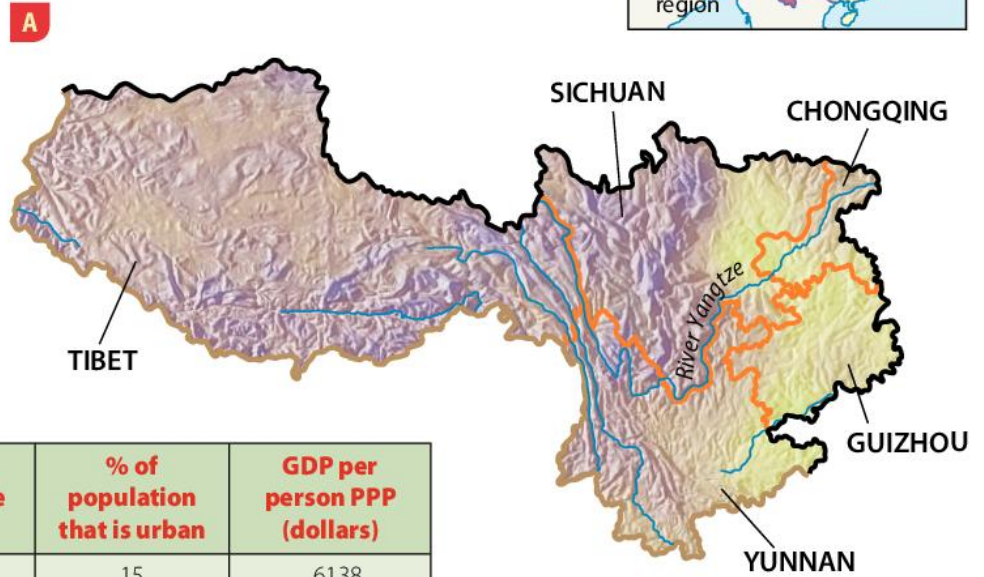 A
region
SICHUAN
CHONGQING
River Yangtze
TIBET
GUIZHOU
YUNNAN
% of
population
that is urban
GDP per
person PPP
(dollars)
15
6138